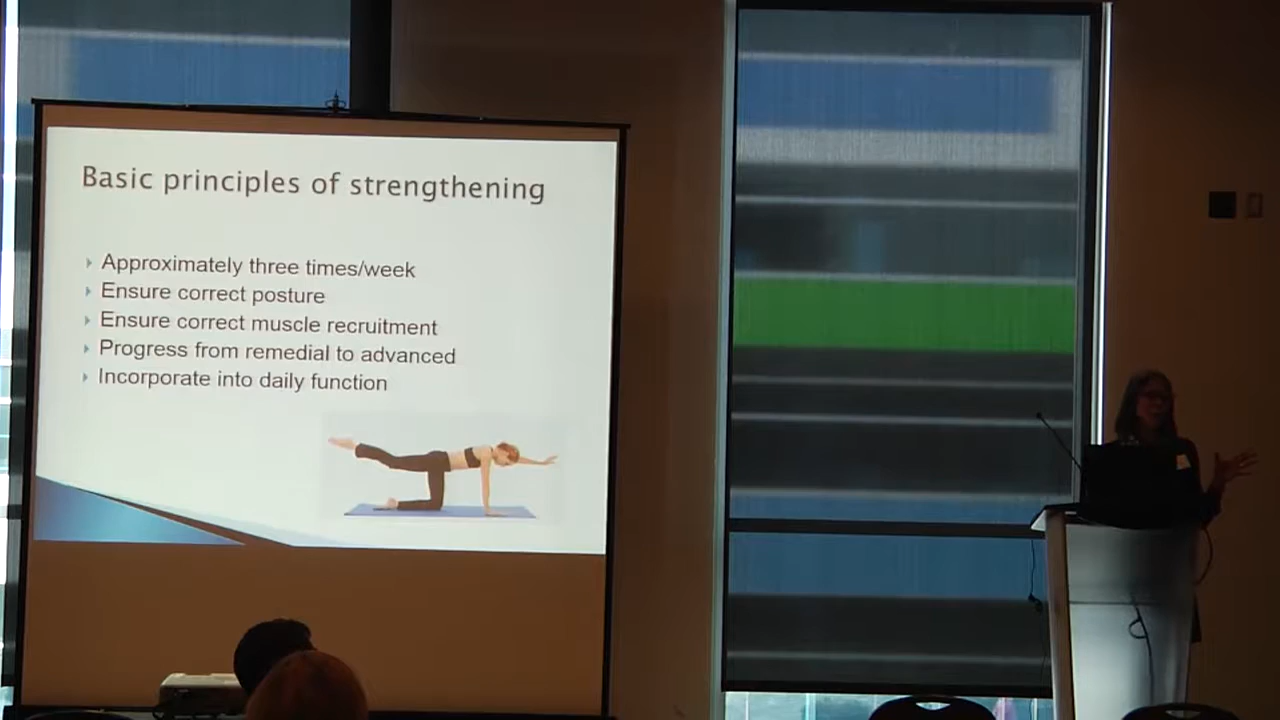 Basic principles of strengthening
Approximately three times/week
Ensure correct posture
Ensure correct muscle recruitment
Progress from remedial to advanced
Incorporate into daily function